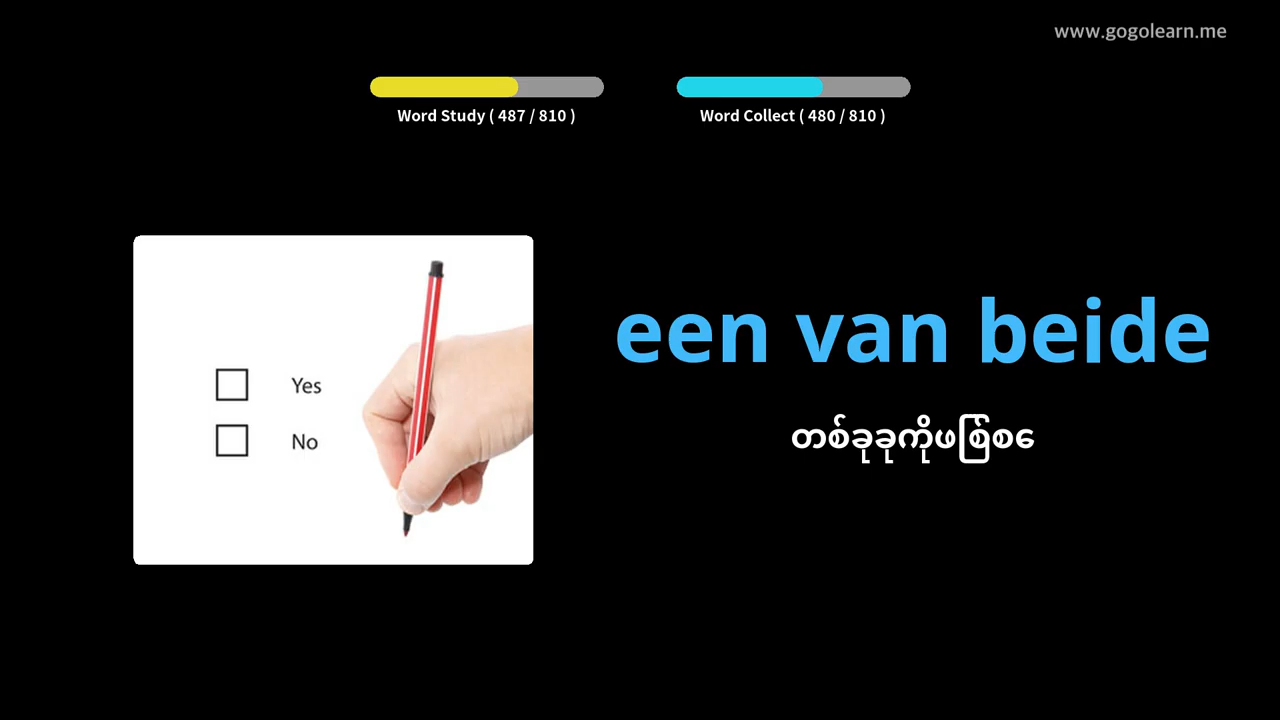 www.gogolearn.me
Word Study ( 487 / 810 )
Word Collect ( 480 / 810 )
Yes
No
een van beide
တစ်ခုခုကိုဖြစ်စေ